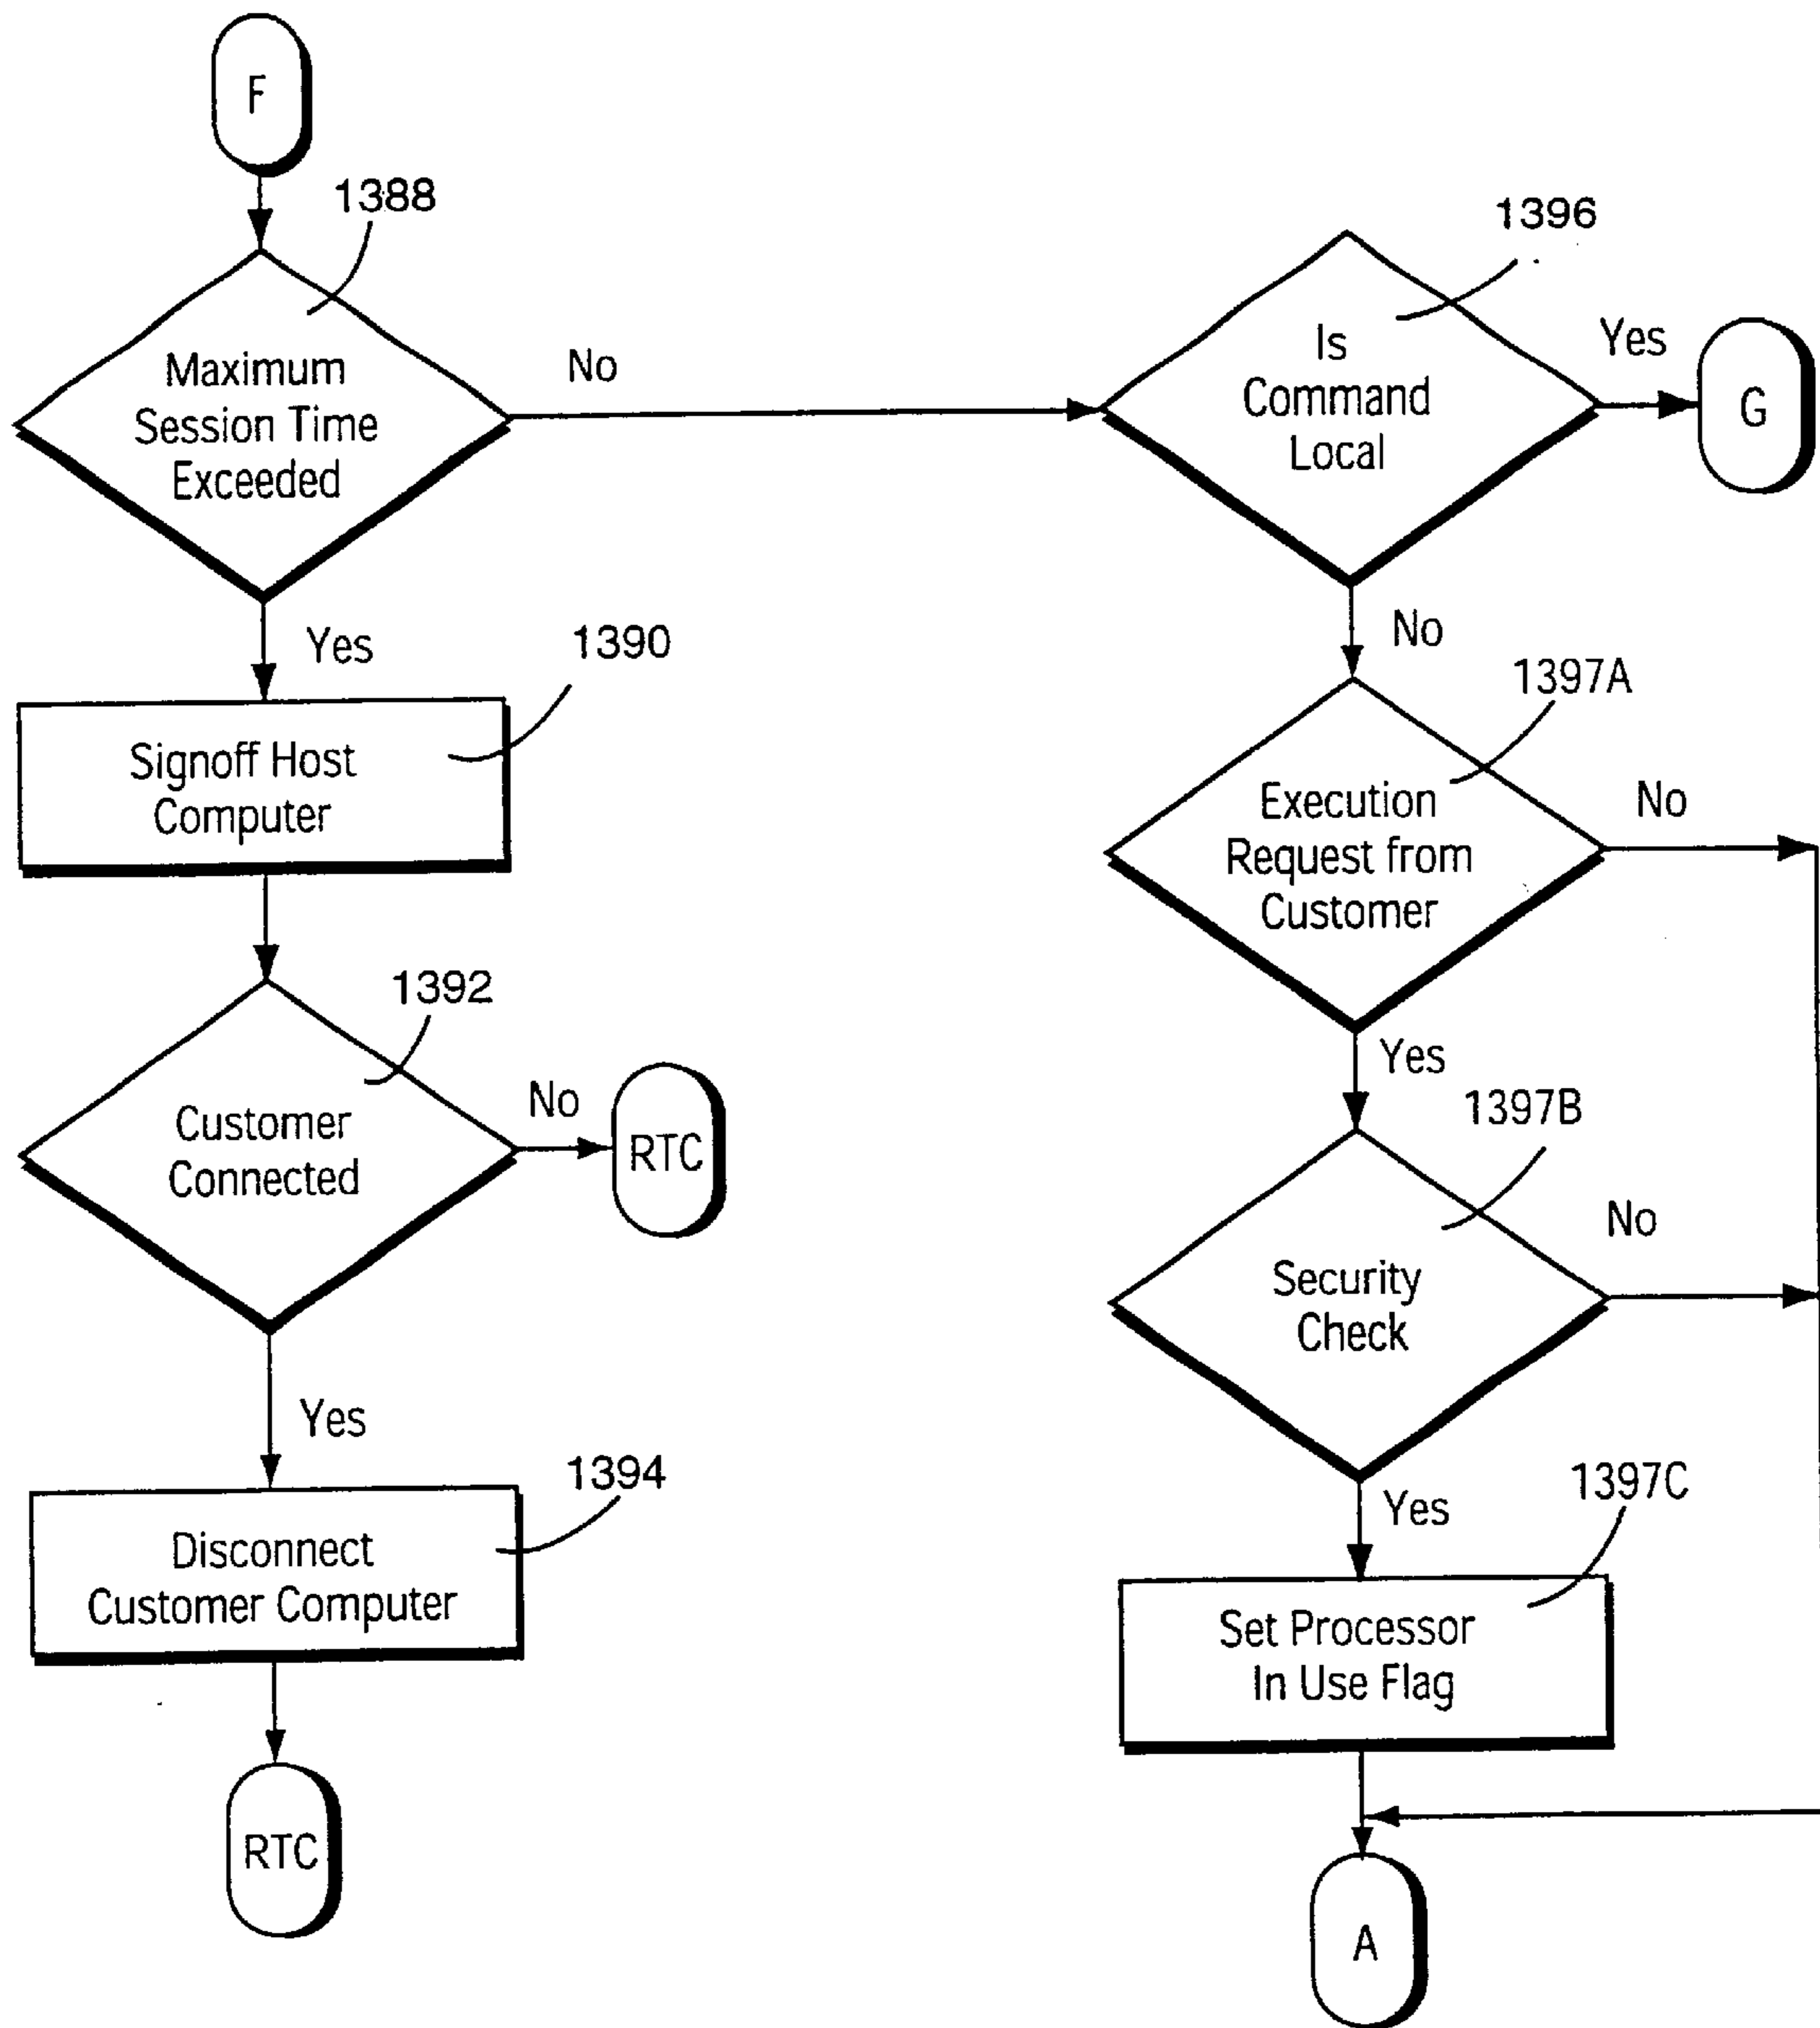 F
1388
Maximum
Session Time
Exceeded
No
Yes
1390
Signoff Host
Computer
1392
Customer
Connected
No
RTC
Yes
1394
Disconnect
Customer Computer
RTC
1396
Is
Command
Local
Yes
G
No
1397A
Execution
Request from
Customer
No
Yes
1397B
Security
Check
No
Yes
1397C
Set Processor
In Use Flag
A